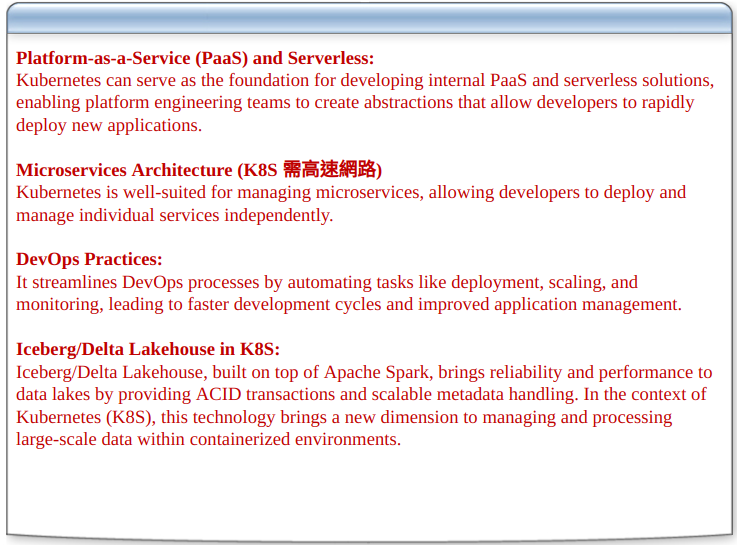 Platform-as-a-Service (PaaS) and Serverless:
Kubernetes can serve as the foundation for developing internal PaaS and serverless solutions,
enabling platform engineering teams to create abstractions that allow developers to rapidly
deploy new applications.
Microservices Architecture (K8S 需高速網路)
Kubernetes is well-suited for managing microservices, allowing developers to deploy and
manage individual services independently.
DevOps Practices:
It streamlines DevOps processes by automating tasks like deployment, scaling, and
monitoring, leading to faster development cycles and improved application management.
Iceberg/Delta Lakehouse in K8S:
Iceberg/Delta Lakehouse, built on top of Apache Spark, brings reliability and performance to
data lakes by providing ACID transactions and scalable metadata handling. In the context of
Kubernetes (K8S), this technology brings a new dimension to managing and processing
large-scale data within containerized environments.